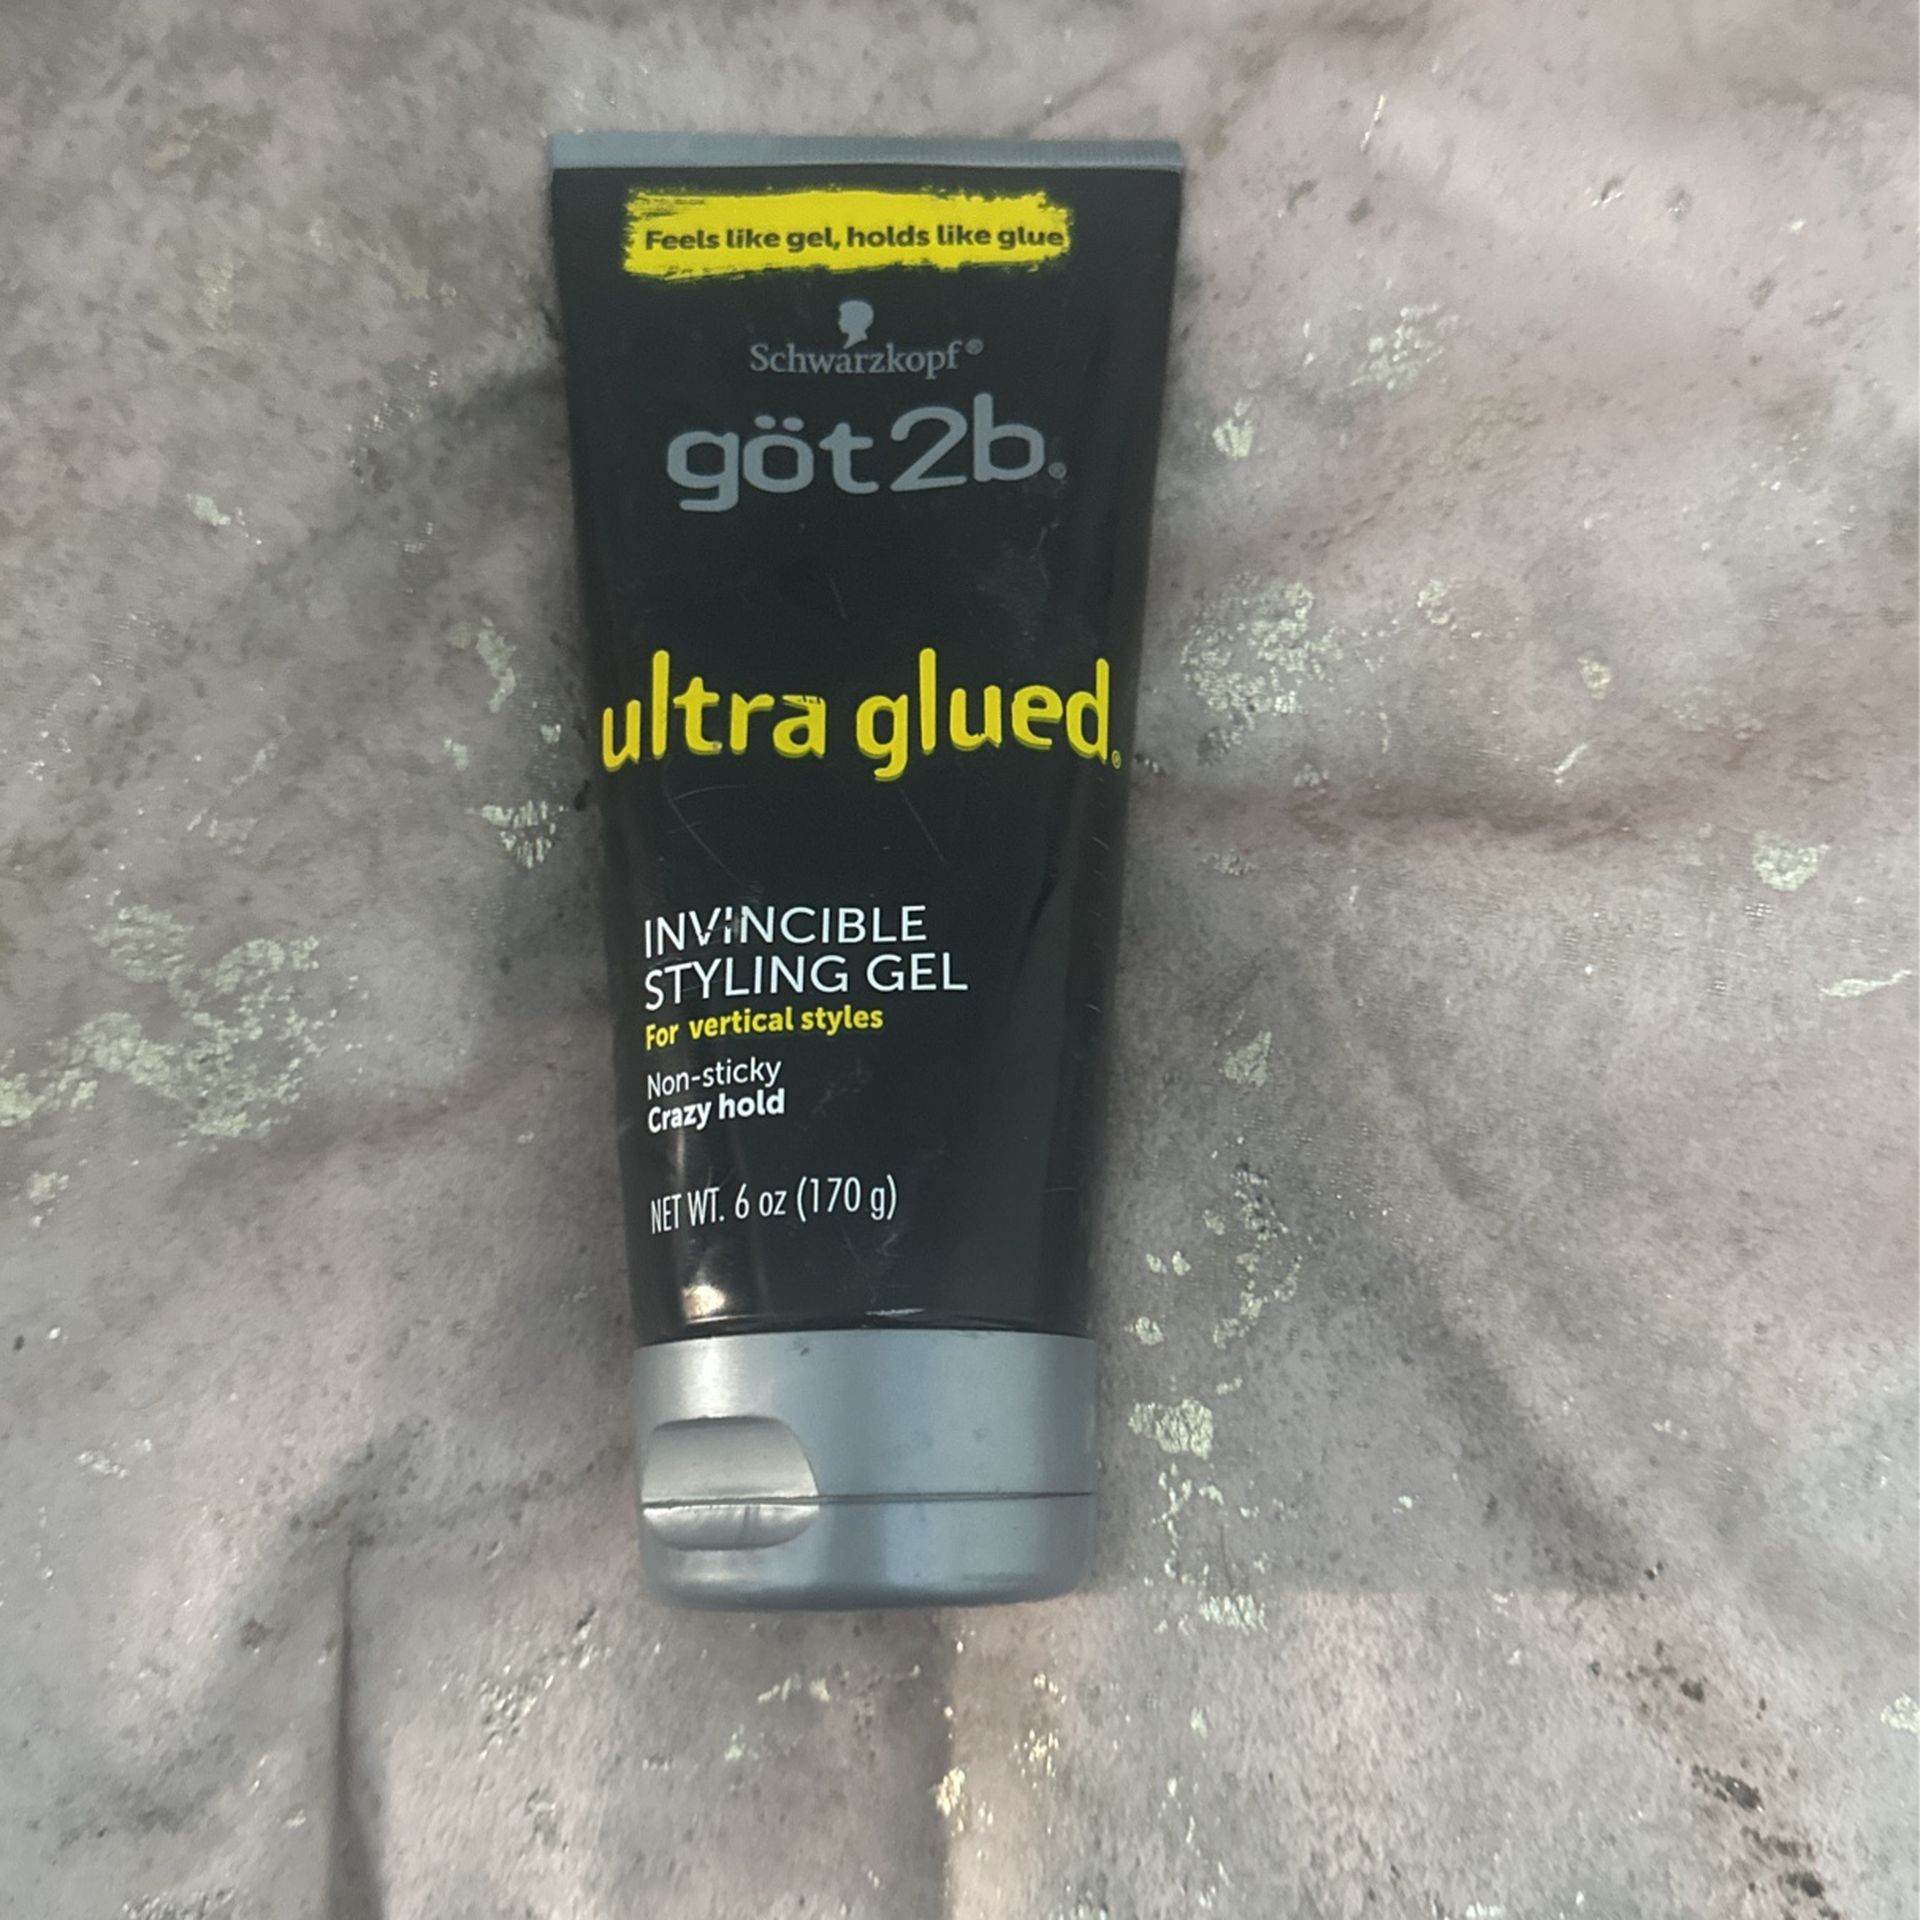 Feels like gel, holds like glue
Schwarzkopf®
göt2b®
ultra glued®
INVINCIBLE
STYLING GEL
For vertical styles
Non-sticky
Crazy hold
NET WT. 6 oz (170 g)